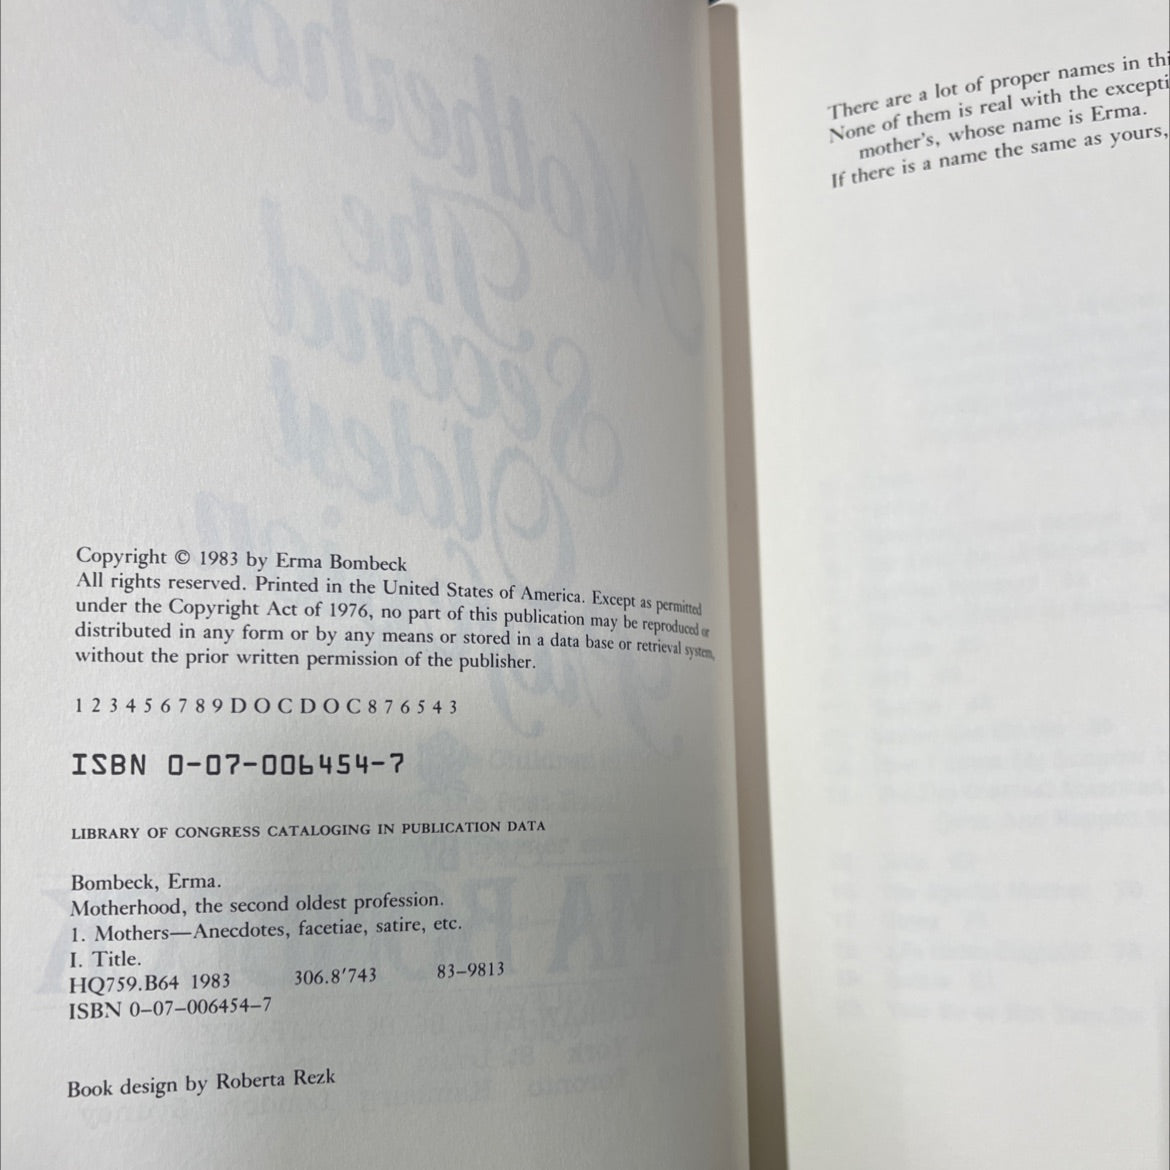 Copyright © 1983 by Erma Bombeck
All rights reserved. Printed in the United States of America. Except as permitted
under the Copyright Act of 1976, no part of this publication may be reproduced or
distributed in any form or by any means or stored in a data base or retrieval system,
without the prior written permission of the publisher.
1 2 3 4 5 6 7 8 9 D O C D O C 8 7 6 5 4 3
ISBN 0-07-006454-7
LIBRARY OF CONGRESS CATALOGING IN PUBLICATION DATA
Bombeck, Erma.
Motherhood, the second oldest profession.
1. Mothers—Anecdotes, facetiae, satire, etc.
I. Title.
HQ759.B64 1983 306.8'743 83–9813
ISBN 0–07–006454–7
Book design by Roberta Rezk
There are a lot of proper names in thi
None of them is real with the excepti
mother's, whose name is Erma.
If there is a name the same as yours,